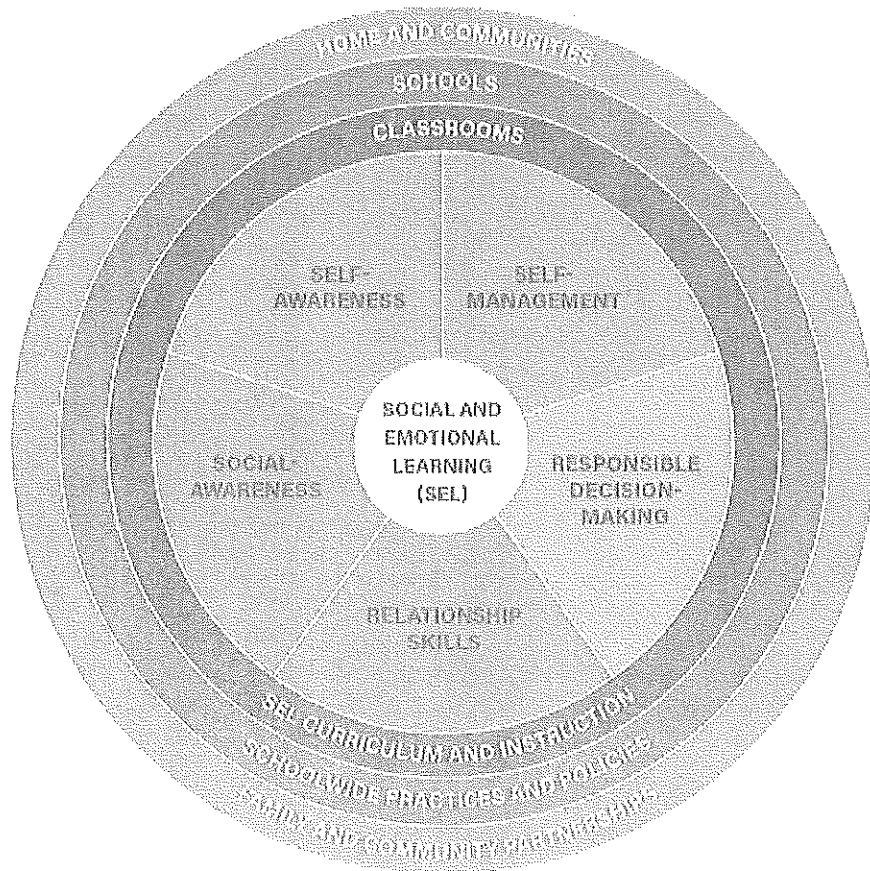 HOME AND COMMUNITIES
SCHOOLS
CLASSROOMS
SELF-
AWARENESS
SELF-
MANAGEMENT
SOCIAL AND
EMOTIONAL
LEARNING
(SEL)
SOCIAL
AWARENESS
RESPONSIBLE
DECISION-
MAKING
RELATIONSHIP
SKILLS
SEL CURRICULUM AND INSTRUCTION
SCHOOLWIDE PRACTICES AND POLICIES
FAMILY AND COMMUNITY PARTNERSHIPS